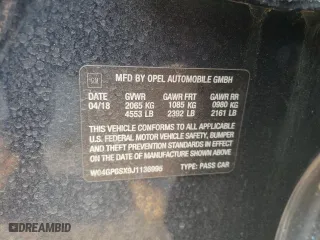 GM MFD BY OPEL AUTOMOBILE GMBH
DATE GVWR GAWR FRT GAWR RR
04/18 2065 KG 1085 KG 0980 KG
4553 LB 2392 LB 2161 LB
THIS VEHICLE CONFORMS TO ALL APPLICABLE
U.S. FEDERAL MOTOR VEHICLE SAFETY, BUMPER
AND THEFT PREVENTION STANDARDS IN EFFECT
ON THE DATE OF MANUFACTURE SHOWN ABOVE.
TYPE: PASS CAR